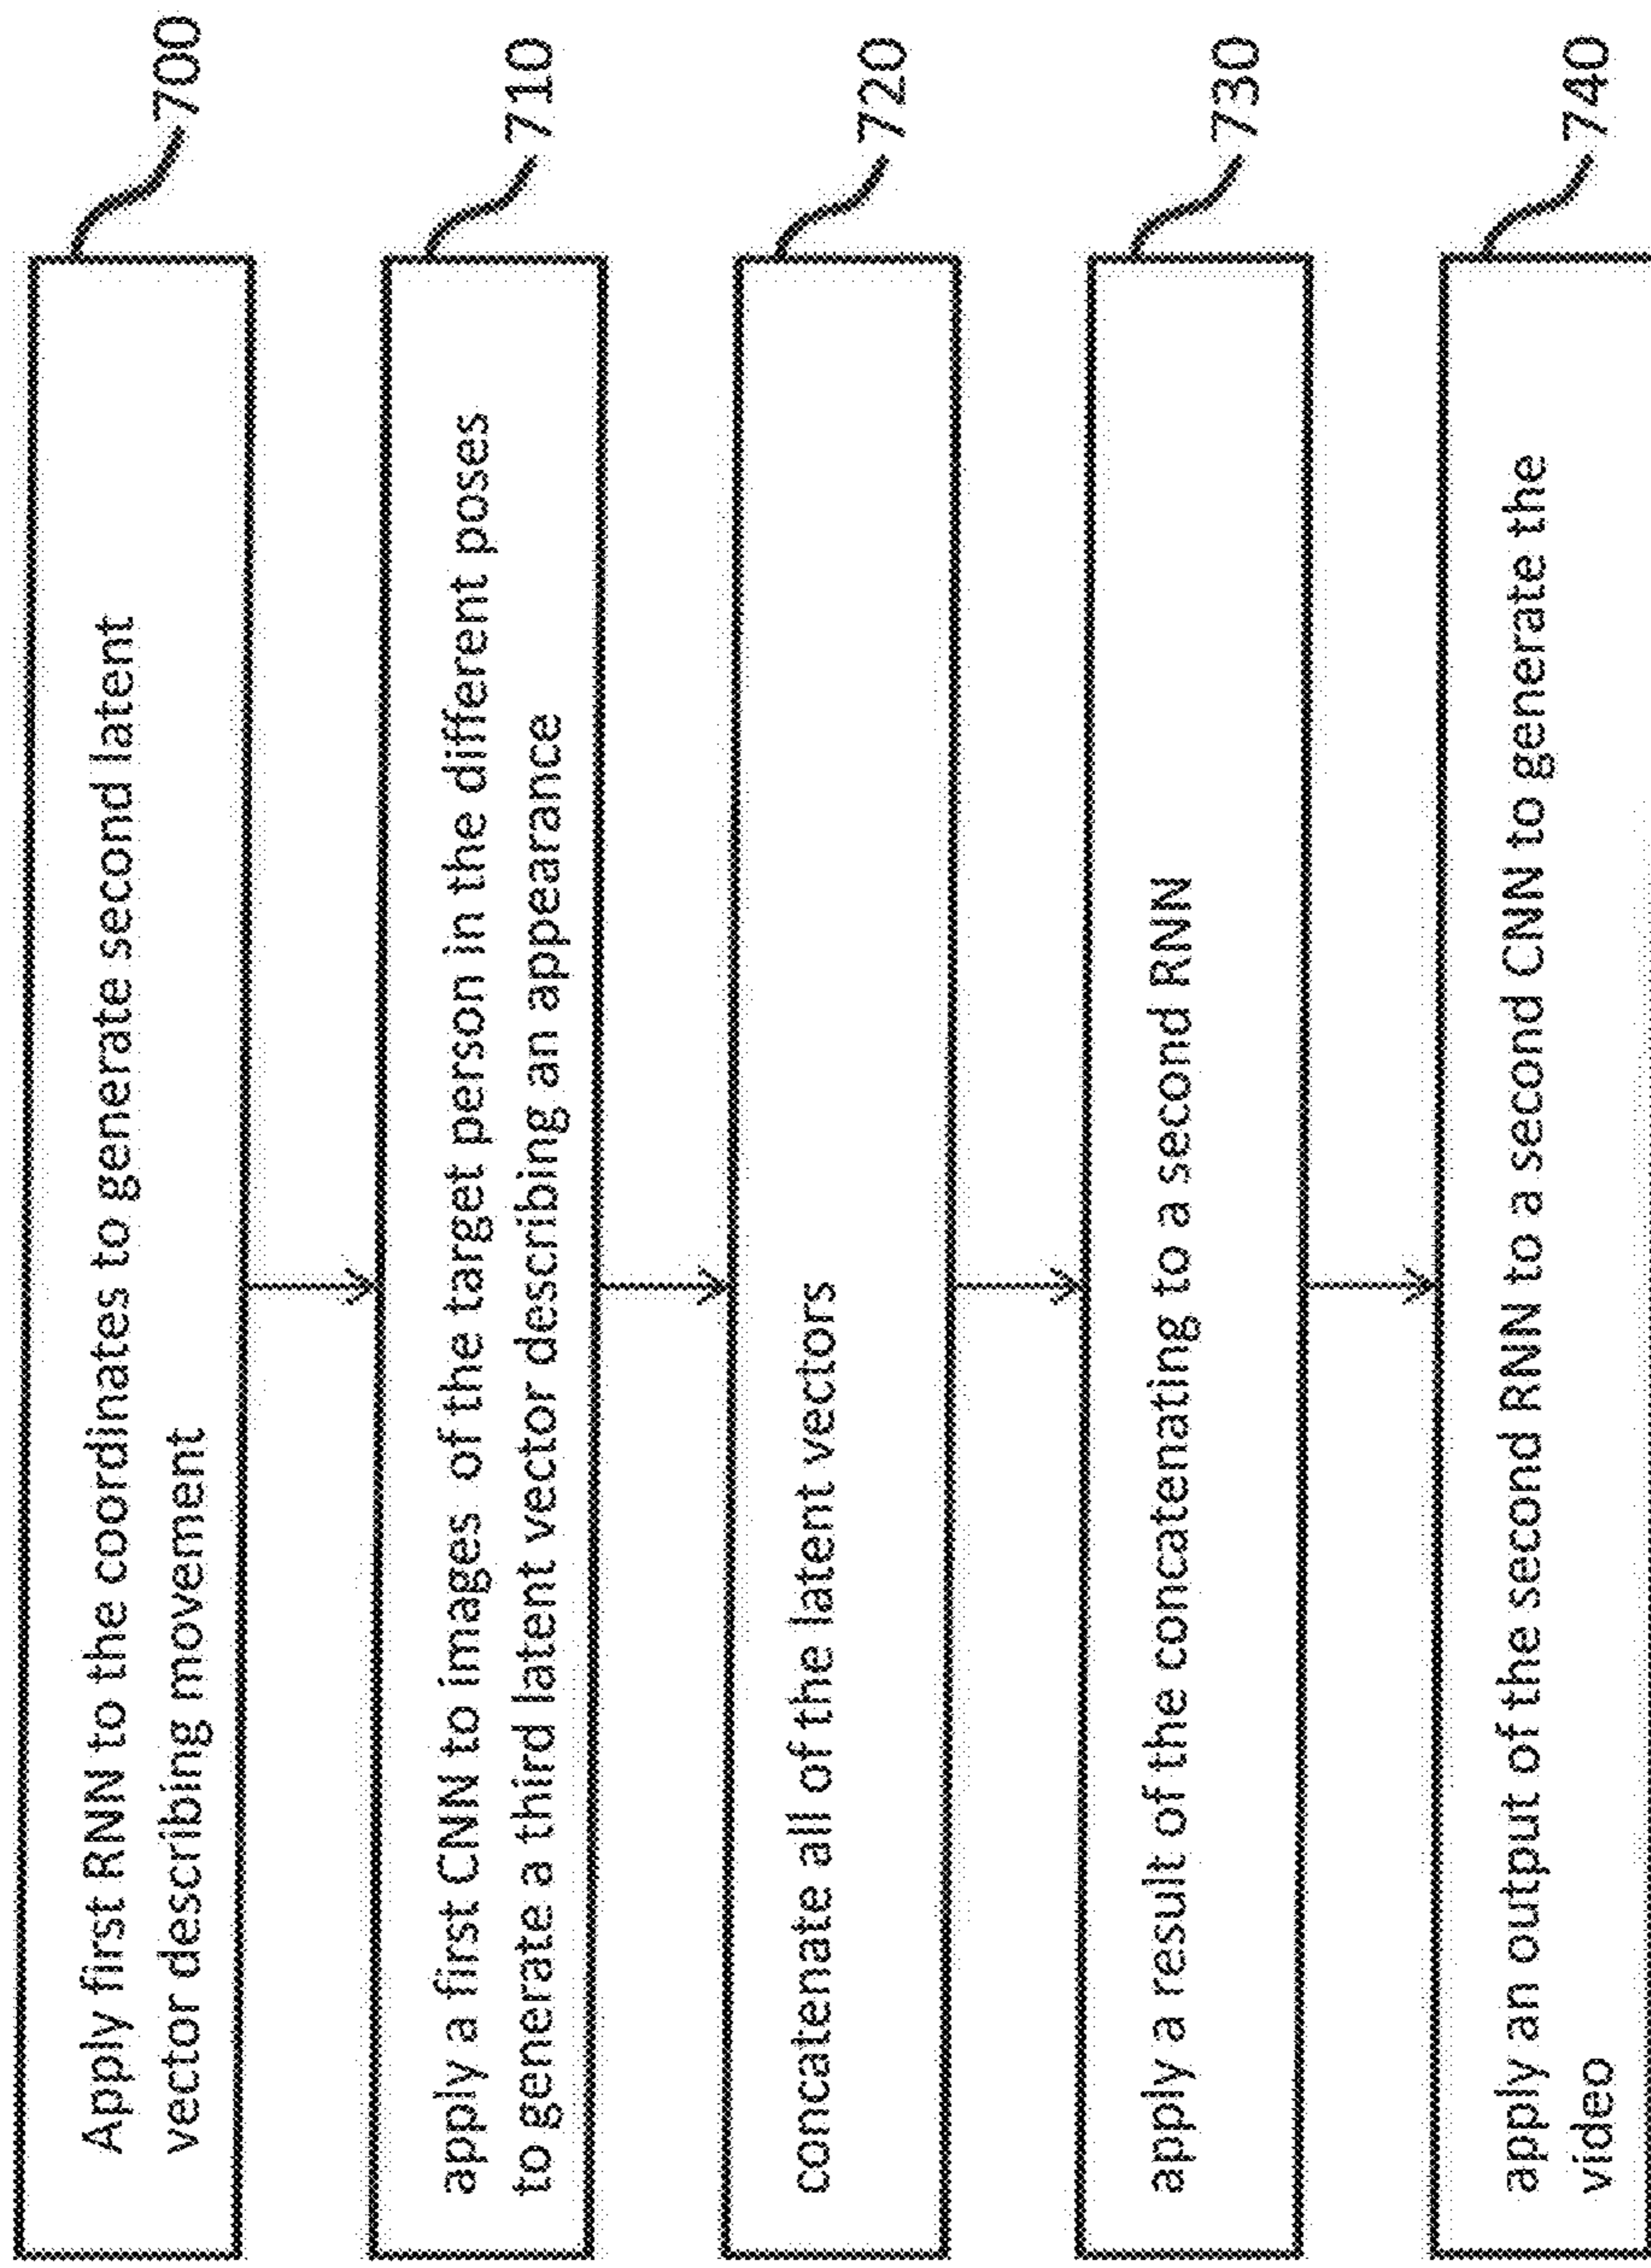 Apply first RNN to the coordinates to generate second latent
vector describing movement
700
apply a first CNN to images of the target person in the different poses
to generate a third latent vector describing an appearance
710
concatenate all of the latent vectors
720
apply a result of the concatenating to a second RNN
730
apply an output of the second RNN to a second CNN to generate the
video
740